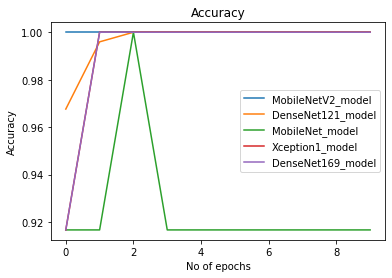 Accuracy
1.00
0.98
0.96
0.94
0.92
Accuracy
MobileNetV2_model
DenseNet121_model
MobileNet_model
Xception1_model
DenseNet169_model
0 2 4 6 8
No of epochs